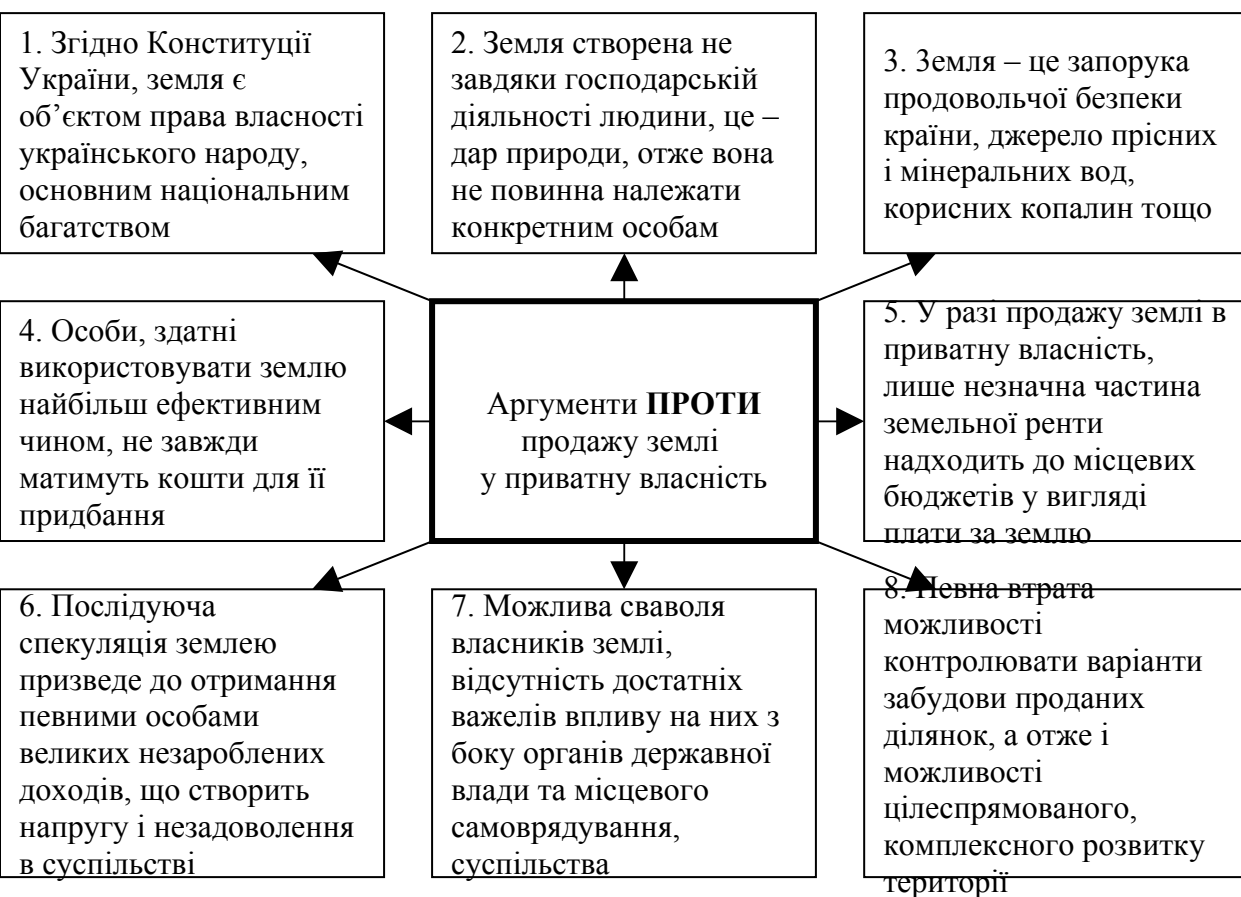 1. Згідно Конституції
України, земля є
об’єктом права власності
українського народу,
основним національним
багатством
2. Земля створена не
завдяки господарській
діяльності людини, це –
дар природи, отже вона
не повинна належати
конкретним особам
3. Земля – це запорука
продовольчої безпеки
країни, джерело прісних
і мінеральних вод,
корисних копалин тощо
4. Особи, здатні
використовувати землю
найбільш ефективним
чином, не завжди
матимуть кошти для її
придбання
Аргументи ПРОТИ
продажу землі
у приватну власність
5. У разі продажу землі в
приватну власність,
лише незначна частина
земельної ренти
надходить до місцевих
бюджетів у вигляді
плати за землю
6. Послідуюча
спекуляція землею
призведе до отримання
певними особами
великих незароблених
доходів, що створить
напругу і незадоволення
в суспільстві
7. Можлива сваволя
власників землі,
відсутність достатніх
важелів впливу на них з
боку органів державної
влади та місцевого
самоврядування,
суспільства
8. Певна втрата
можливості
контролювати варіанти
забудови проданих
ділянок, а отже і
можливості
цілеспрямованого,
комплексного розвитку
території